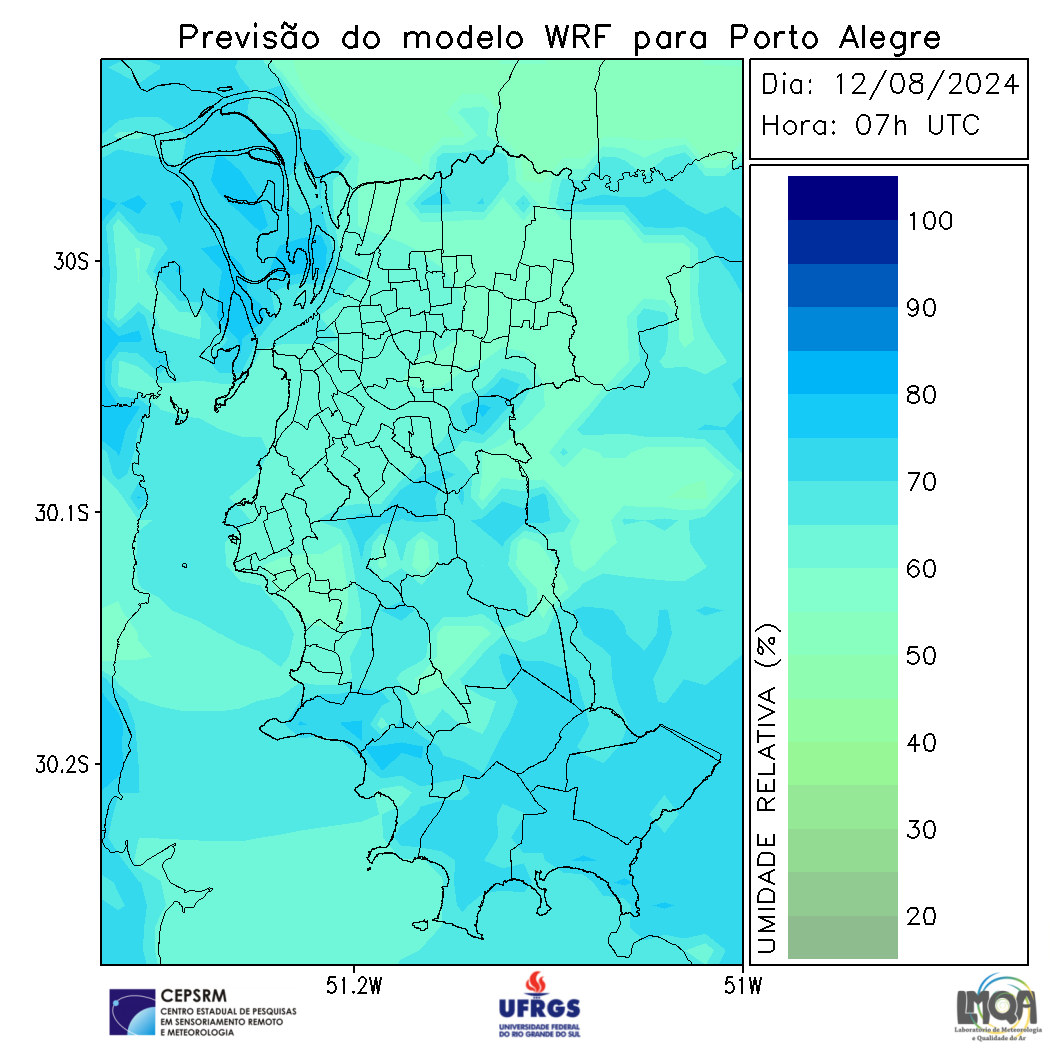 Previsão do modelo WRF para Porto Alegre
Dia: 12/08/2024
Hora: 07h UTC
30S
30.1S
30.2S
51.2W
51W
100
90
80
70
60
50
40
30
20
UMIDADE RELATIVA (%)
CEPSRM
CENTRO ESTADUAL DE PESQUISAS
EM SENSORIAMENTO REMOTO
E METEOROLOGIA
UFRGS
UNIVERSIDADE FEDERAL
DO RIO GRANDE DO SUL
LMQA
Laboratório de Meteorologia
e Qualidade do Ar